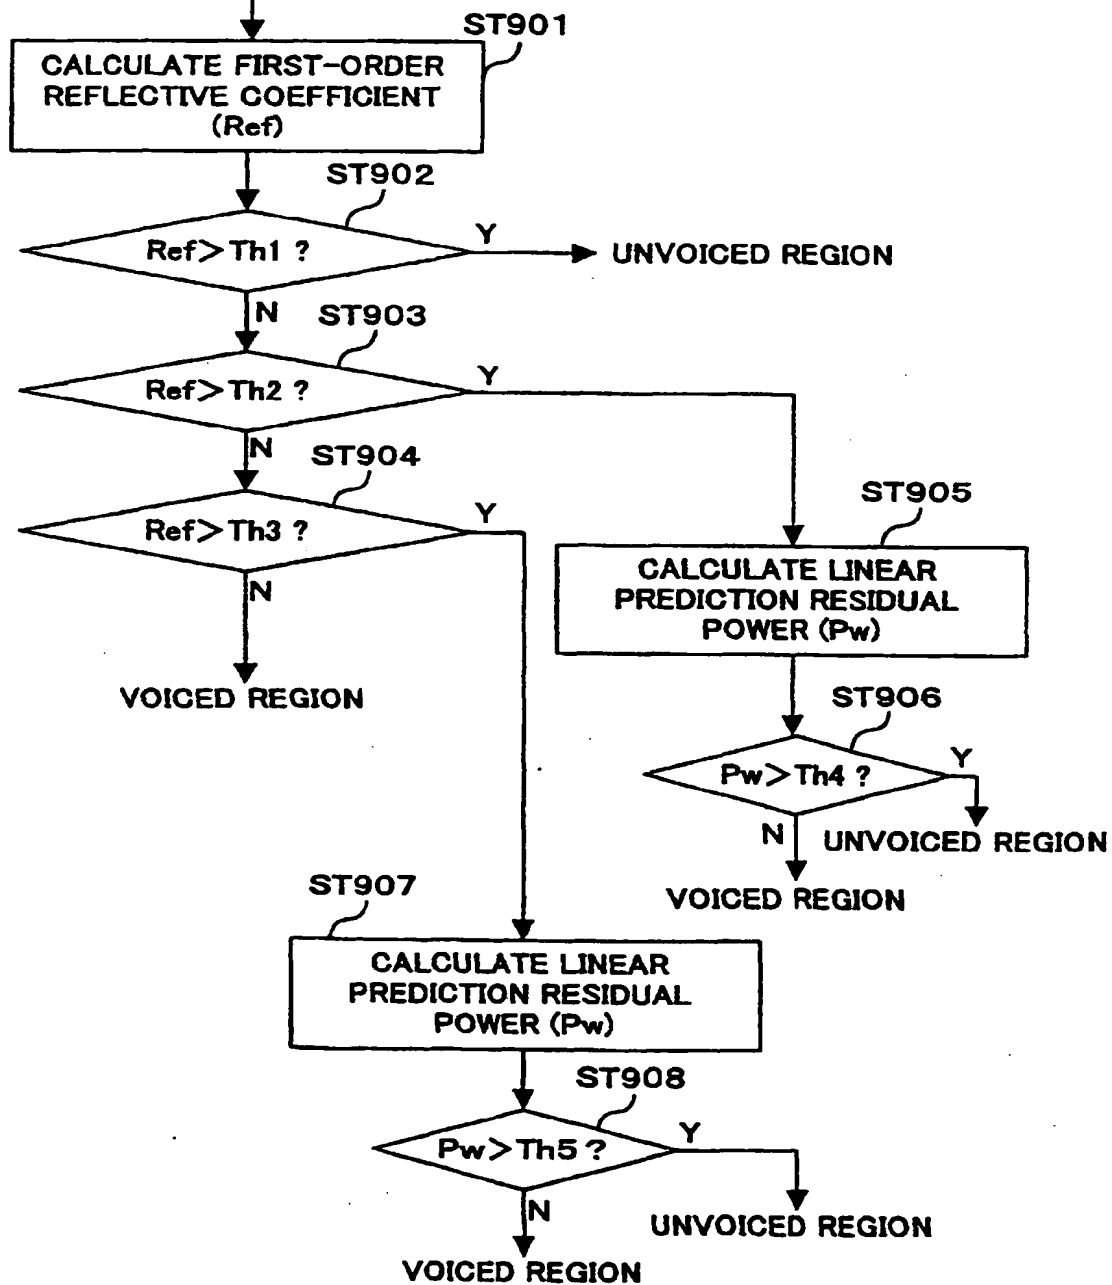 ST901
CALCULATE FIRST-ORDER
REFLECTIVE COEFFICIENT
(Ref)
ST902
Ref>Th1 ?
Y
UNVOICED REGION
N
ST903
Ref>Th2 ?
Y
N
ST904
Ref>Th3 ?
Y
N
VOICED REGION
ST905
CALCULATE LINEAR
PREDICTION RESIDUAL
POWER (Pw)
ST906
Pw>Th4 ?
Y
UNVOICED REGION
N
VOICED REGION
ST907
CALCULATE LINEAR
PREDICTION RESIDUAL
POWER (Pw)
ST908
Pw>Th5 ?
Y
UNVOICED REGION
N
VOICED REGION